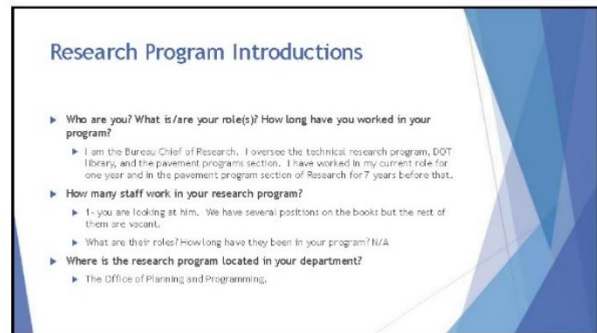 Research Program Introductions
Who are you? What is/are your role(s)? How long have you worked in your
program?
I am the Bureau Chief of Research. I oversee the technical research program, DOT
library, and the pavement programs section. I have worked in my current role for
one year and in the pavement program section of Research for 7 years before that.
How many staff work in your research program?
1- you are looking at him. We have several positions on the books but the rest of
them are vacant.
What are their roles? How long have they been in your program? N/A
Where is the research program located in your department?
The Office of Planning and Programming.